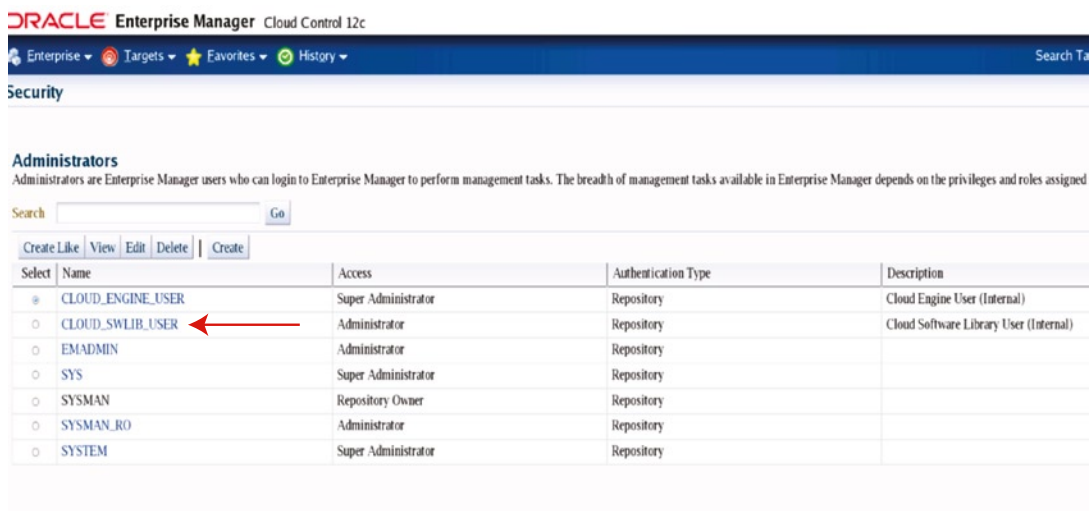 ORACLE Enterprise Manager Cloud Control 12c
Enterprise Targets Favorites History Search Ta
Security
Administrators
Administrators are Enterprise Manager users who can login to Enterprise Manager to perform management tasks. The breadth of management tasks available in Enterprise Manager depends on the privileges and roles assigned
Search Go
Create Like View Edit Delete | Create
Select Name Access Authentication Type Description
CLOUD_ENGINE_USER Super Administrator Repository Cloud Engine User (Internal)
CLOUD_SWLIB_USER Administrator Repository Cloud Software Library User (Internal)
EMADMIN Administrator Repository
SYS Super Administrator Repository
SYSMAN Repository Owner Repository
SYSMAN_RO Administrator Repository
SYSTEM Super Administrator Repository